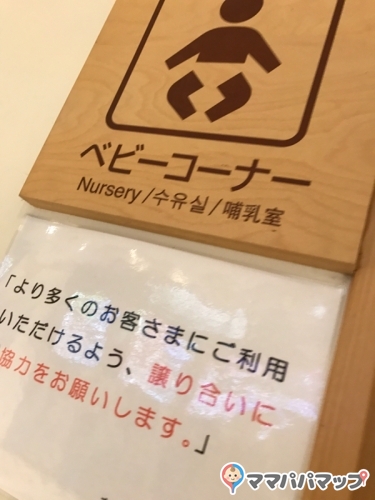 ベビーコーナー
Nursery/수유실/哺乳室
「より多くのお客さまにご利用
いただけるよう、譲り合いに
協力をお願いします。」
ママパパマップ